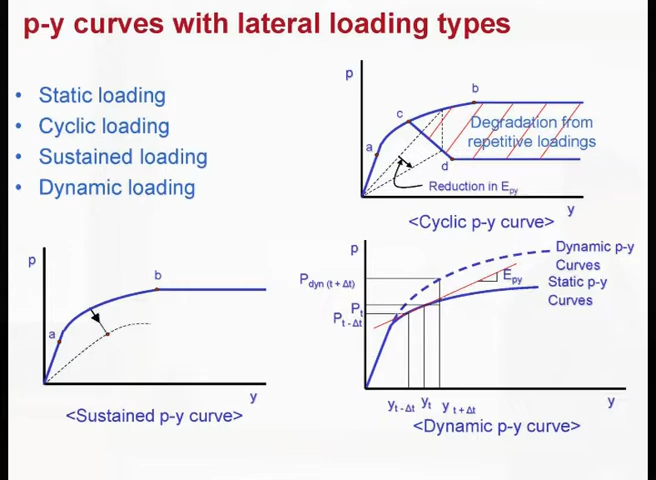 p-y curves with lateral loading types
• Static loading
• Cyclic loading
• Sustained loading
• Dynamic loading
p
b
c
a
d
Degradation from
repetitive loadings
Reduction in Epy
y
<Cyclic p-y curve>
p
b
a
y
<Sustained p-y curve>
p
Dynamic p-y
Curves
Epy
Static p-y
Curves
Pdyn (t + Δt)
Pt
Pt - Δt
yt - Δt yt y t + Δt
y
<Dynamic p-y curve>